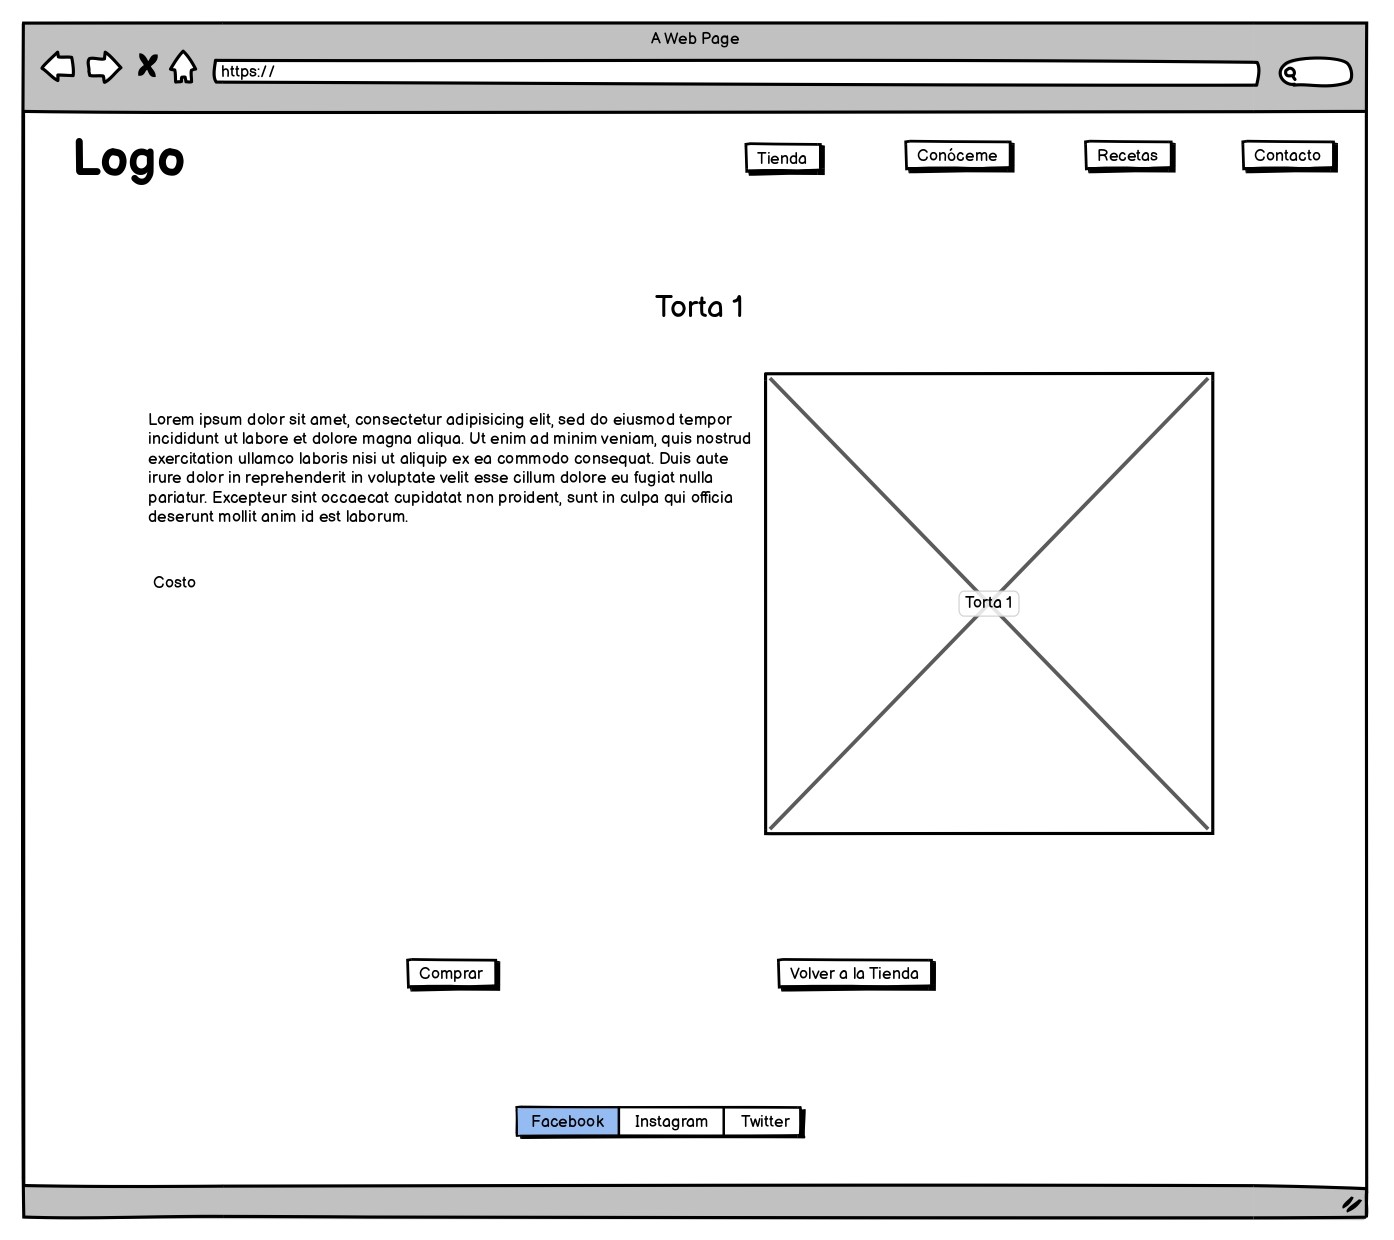 A Web Page
https://
Logo
Tienda
Conóceme
Recetas
Contacto
Torta 1
Lorem ipsum dolor sit amet, consectetur adipisicing elit, sed do eiusmod tempor
incididunt ut labore et dolore magna aliqua. Ut enim ad minim veniam, quis nostrud
exercitation ullamco laboris nisi ut aliquip ex ea commodo consequat. Duis aute
irure dolor in reprehenderit in voluptate velit esse cillum dolore eu fugiat nulla
pariatur. Excepteur sint occaecat cupidatat non proident, sunt in culpa qui officia
deserunt mollit anim id est laborum.
Costo
Torta 1
Comprar
Volver a la Tienda
Facebook
Instagram
Twitter